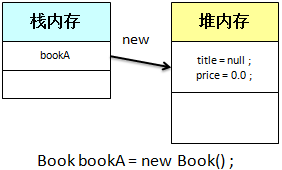 栈内存
堆内存
new
bookA
title = null ;
price = 0.0 ;
Book bookA = new Book() ;